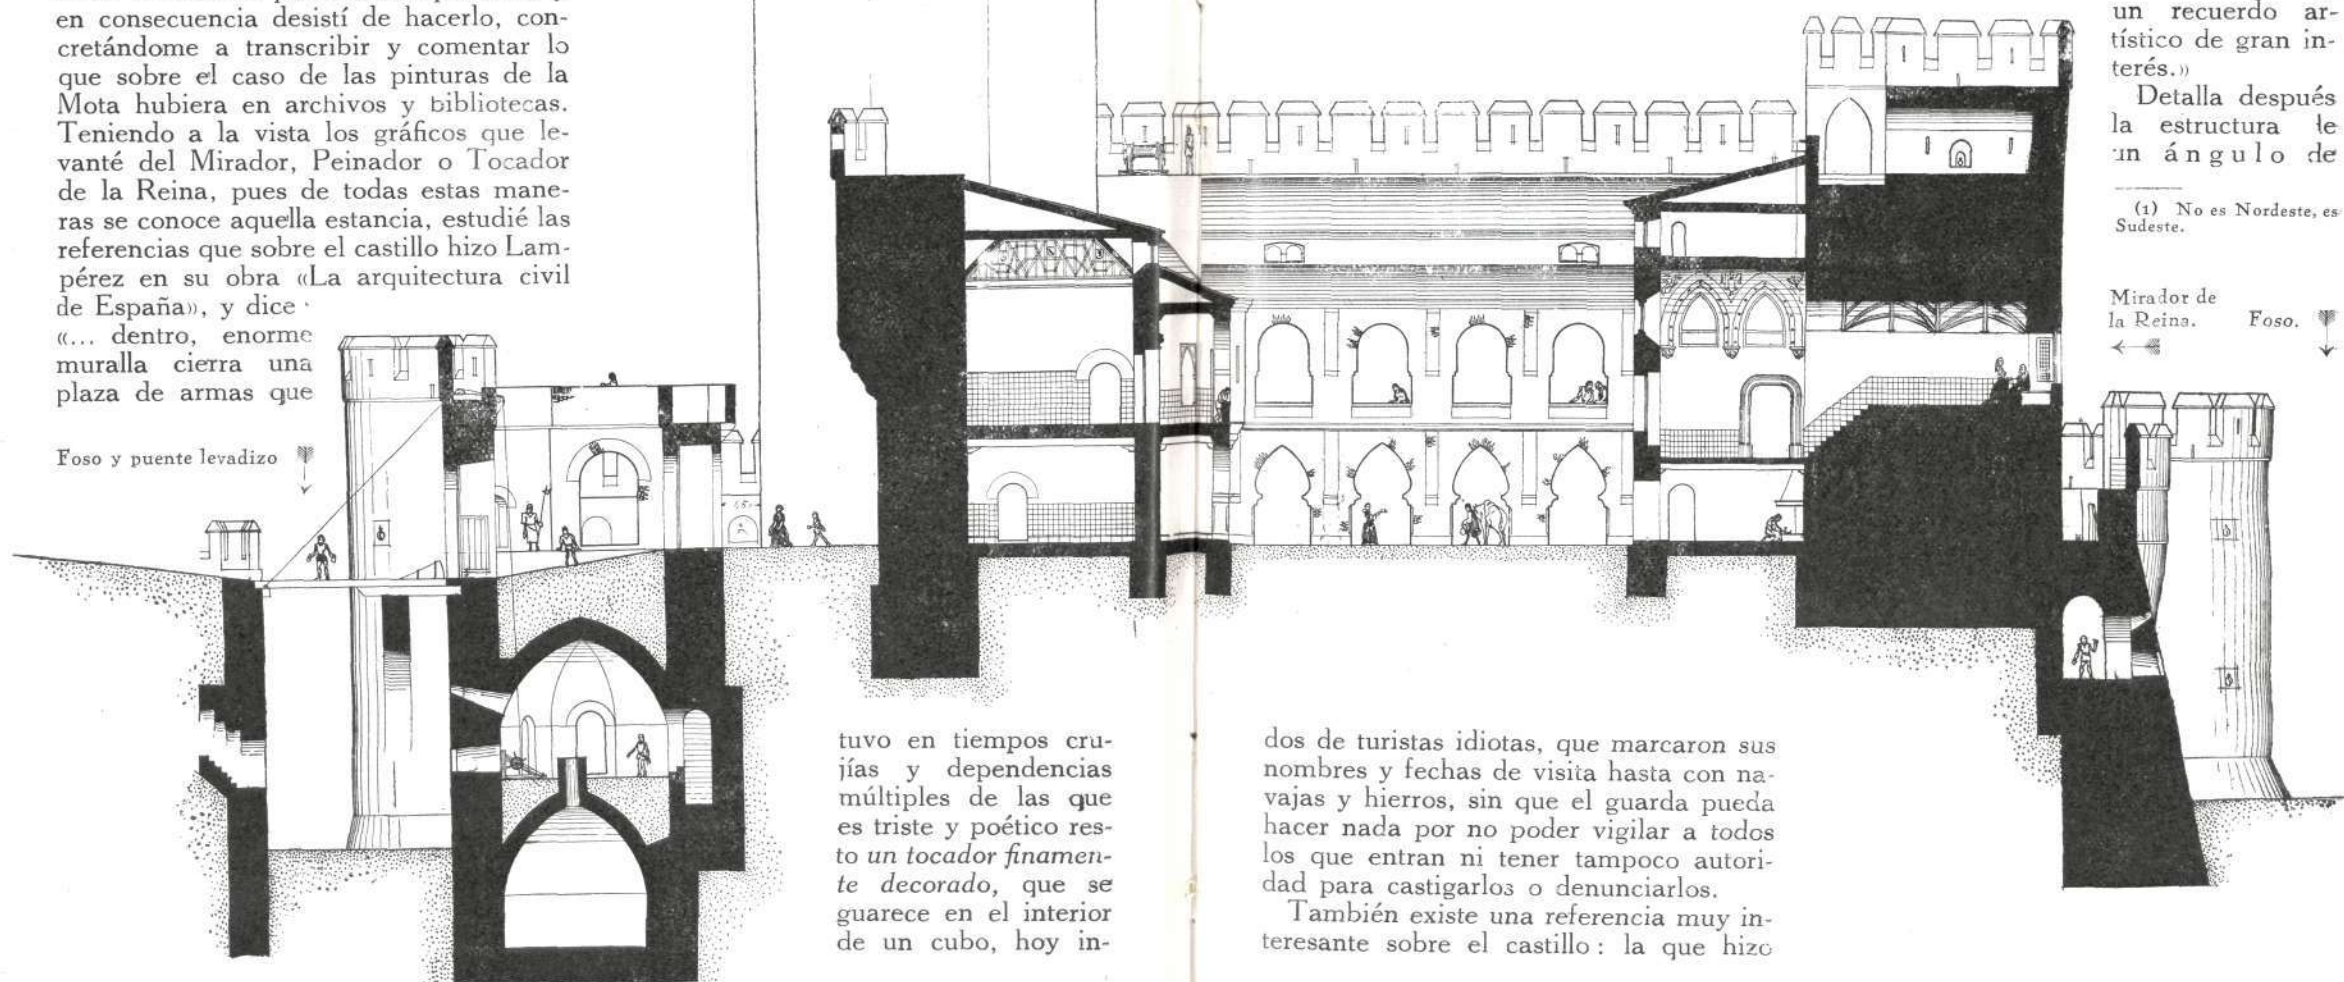 en consecuencia desistí de hacerlo, con-
cretándome a transcribir y comentar lo
que sobre el caso de las pinturas de la
Mota hubiera en archivos y bibliotecas.
Teniendo a la vista los gráficos que le-
vanté del Mirador, Peinador o Tocador
de la Reina, pues de todas estas mane-
ras se conoce aquella estancia, estudié las
referencias que sobre el castillo hizo Lam-
pérez en su obra «La arquitectura civil
de España», y dice
«... dentro, enorme
muralla cierra una
plaza de armas que
Foso y puente levadizo
tuvo en tiempos cru-
jías y dependencias
múltiples de las que
es triste y poético res-
to un tocador finamen-
te decorado, que se
guarece en el interior
de un cubo, hoy in-
dos de turistas idiotas, que marcaron sus
nombres y fechas de visita hasta con na-
vajas y hierros, sin que el guarda pueda
hacer nada por no poder vigilar a todos
los que entran ni tener tampoco autori-
dad para castigarlos o denunciarlos.
También existe una referencia muy in-
teresante sobre el castillo: la que hizo
un recuerdo ar-
tístico de gran in-
terés.»
Detalla después
la estructura
ángulo de
(1) No es Nordeste, es
Sudeste.
Mirador de
la Reina. Foso.